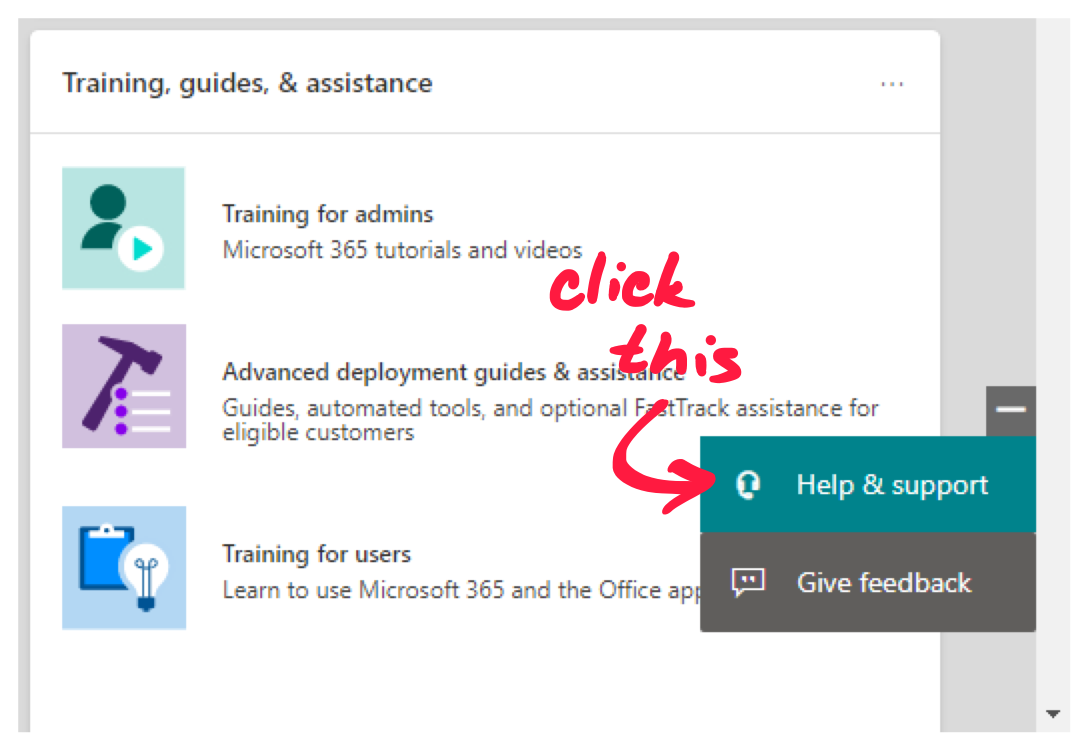 Training, guides, & assistance
...
Training for admins
Microsoft 365 tutorials and videos
click
this
Advanced deployment guides & assistance
Guides, automated tools, and optional FastTrack assistance for
eligible customers
Help & support
Training for users
Learn to use Microsoft 365 and the Office
Give feedback